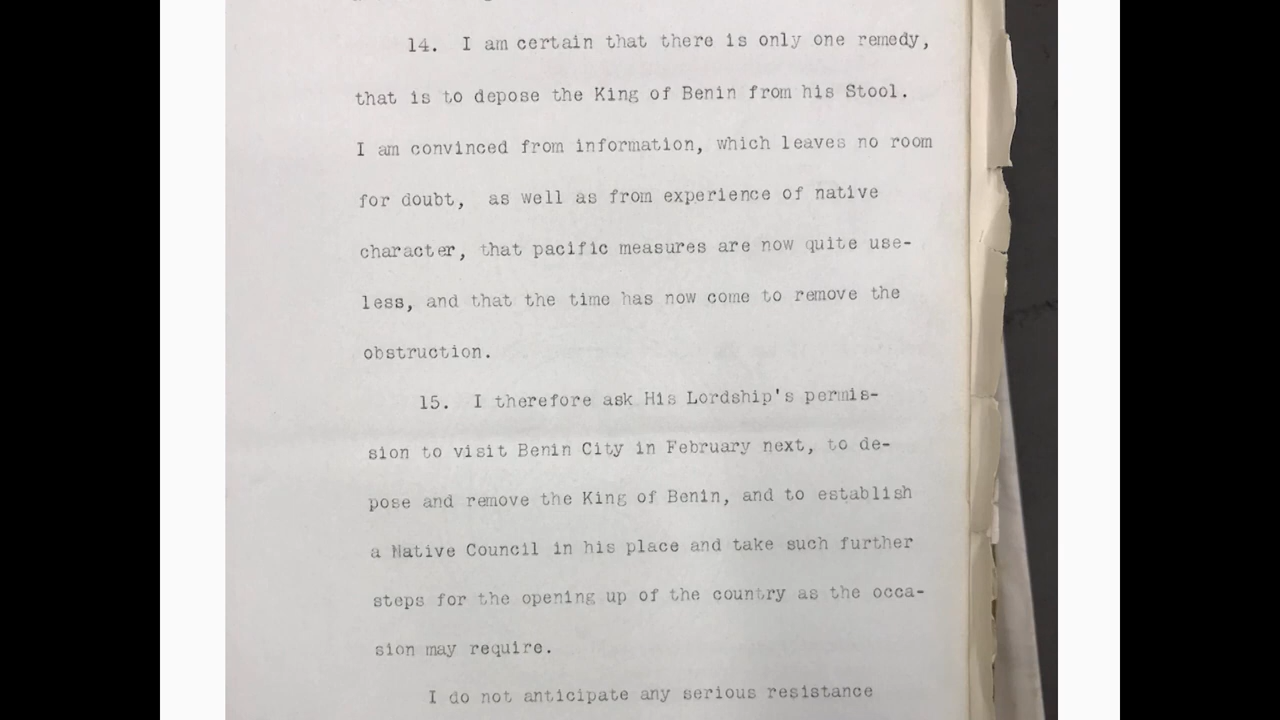 14. I am certain that there is only one remedy,
that is to depose the King of Benin from his Stool.
I am convinced from information, which leaves no room
for doubt, as well as from experience of native
character, that pacific measures are now quite use-
less, and that the time has now come to remove the
obstruction.
15. I therefore ask His Lordship's permis-
sion to visit Benin City in February next, to de-
pose and remove the King of Benin, and to establish
a Native Council in his place and take such further
steps for the opening up of the country as the occa-
sion may require.
I do not anticipate any serious resistance